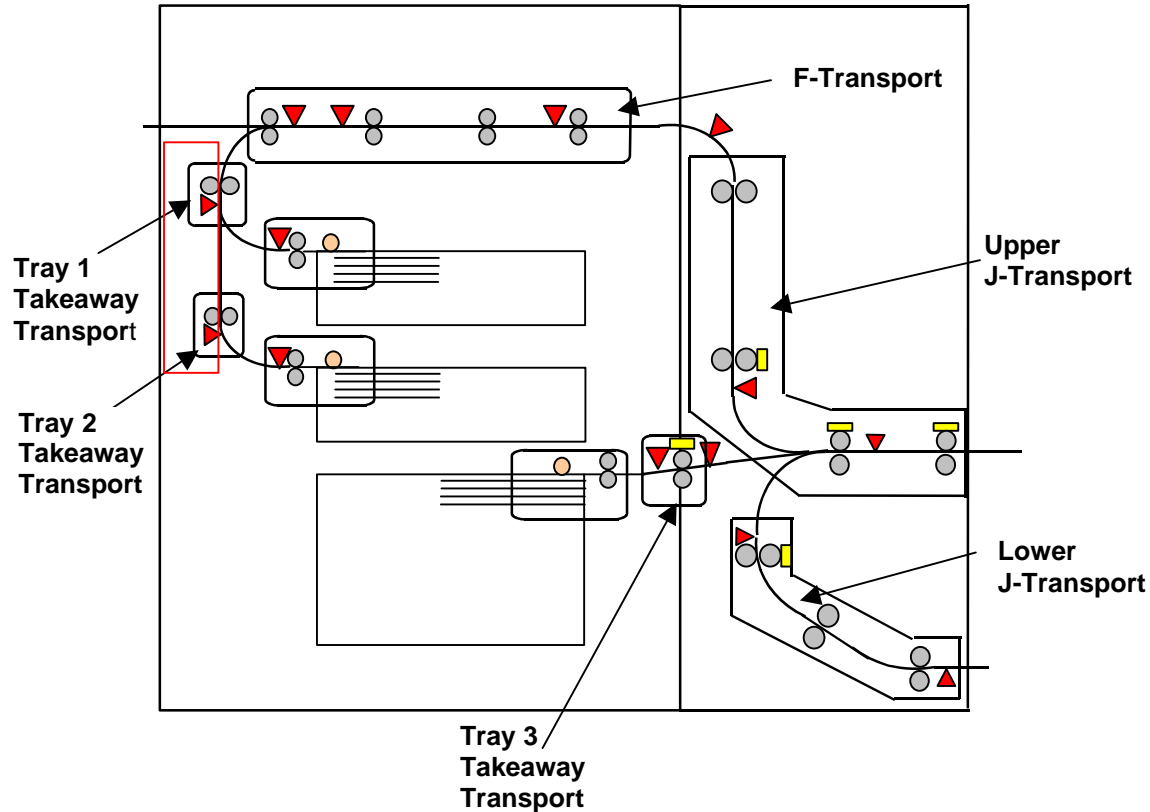 F-Transport
Upper
J-Transport
Tray 1
Takeaway
Transport
Tray 2
Takeaway
Transport
Lower
J-Transport
Tray 3
Takeaway
Transport